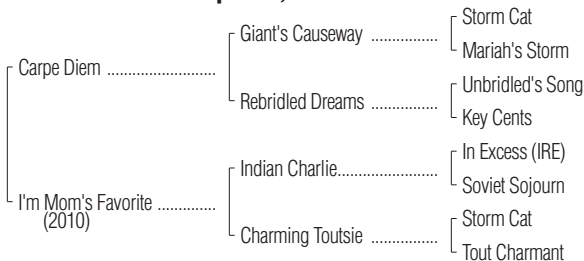 Storm Cat
Giant's Causeway ................
Mariah's Storm
Carpe Diem ..........................
Unbridled's Song
Rebridled Dreams ................
Key Cents
In Excess (IRE)
Indian Charlie........................
Soviet Sojourn
I'm Mom's Favorite ..............
(2010)
Storm Cat
Charming Toutsie ................
Tout Charmant